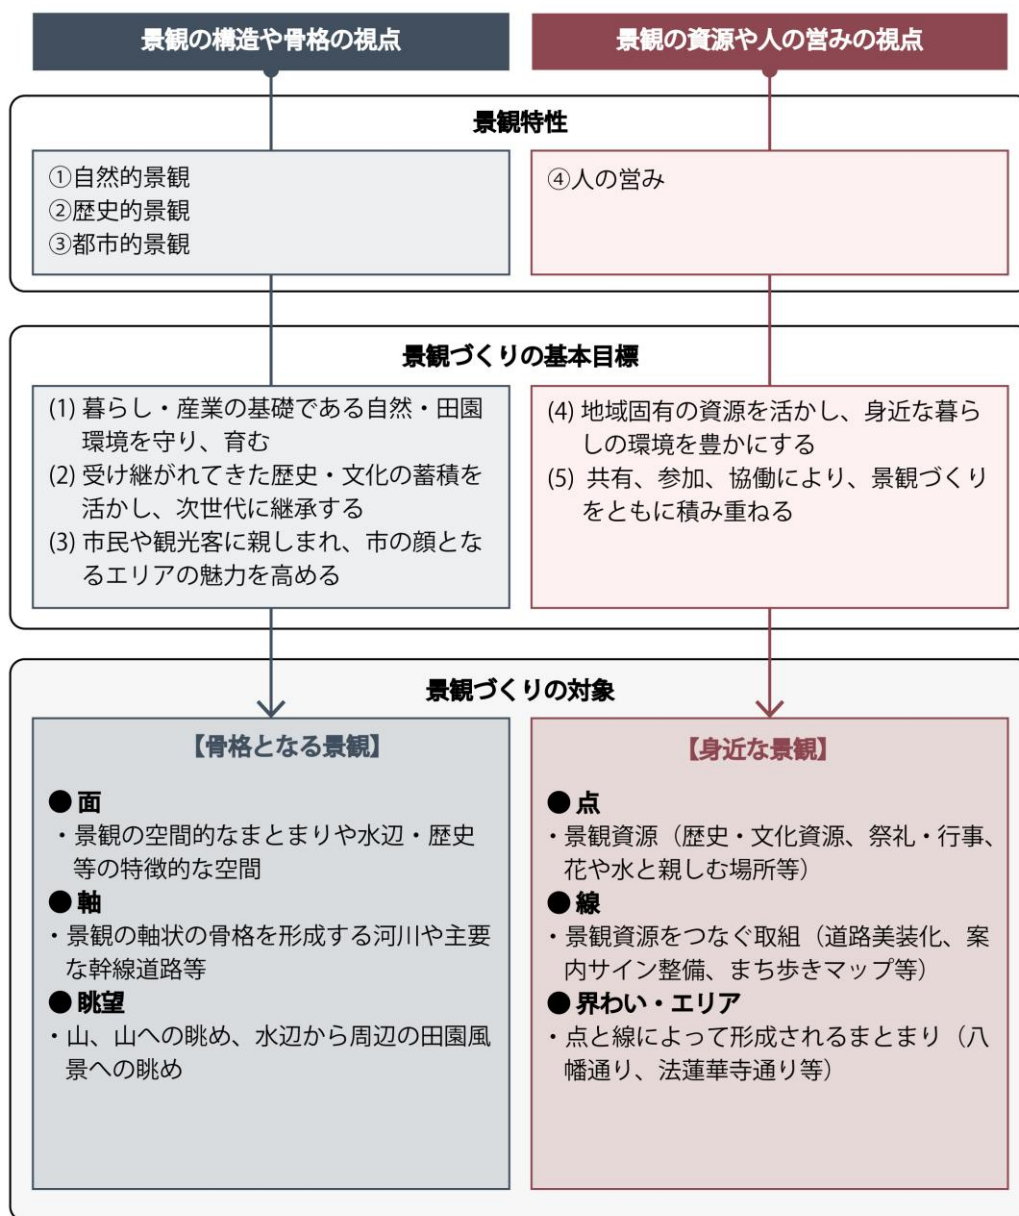 景観の構造や骨格の視点
景観の資源や人の営みの視点
景観特性
①自然的景観
②歴史的景観
③都市的景観
④人の営み
景観づくりの基本目標
(1) 暮らし・産業の基礎である自然・田園
環境を守り、育む
(2) 受け継がれてきた歴史・文化の蓄積を
活かし、次世代に継承する
(3) 市民や観光客に親しまれ、市の顔とな
るエリアの魅力を高める
(4) 地域固有の資源を活かし、身近な暮ら
しの環境を豊かにする
(5) 共有、参加、協働により、景観づくり
をともに積み重ねる
景観づくりの対象
【骨格となる景観】
●面
・景観の空間的なまとまりや水辺・歴史
等の特徴的な空間
●軸
・景観の軸状の骨格を形成する河川や主要
な幹線道路等
●眺望
・山、山への眺め、水辺から周辺の田園風
景への眺め
【身近な景観】
●点
・景観資源（歴史・文化資源、祭礼・行事、
花や水と親しむ場所等）
●線
・景観資源をつなぐ取組（道路美装化、案
内サイン整備、まち歩きマップ等）
●界わい・エリア
・点と線によって形成されるまとまり（八
幡通り、法蓮華寺通り等）